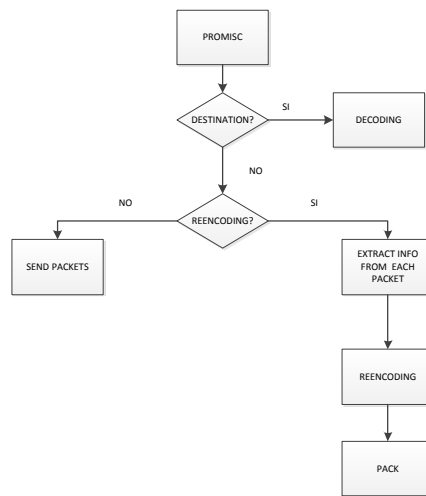 PROMISC
SI
DESTINATION?
DECODING
NO
NO
REENCODING?
SI
SEND PACKETS
EXTRACT INFO
FROM EACH
PACKET
REENCODING
PACK